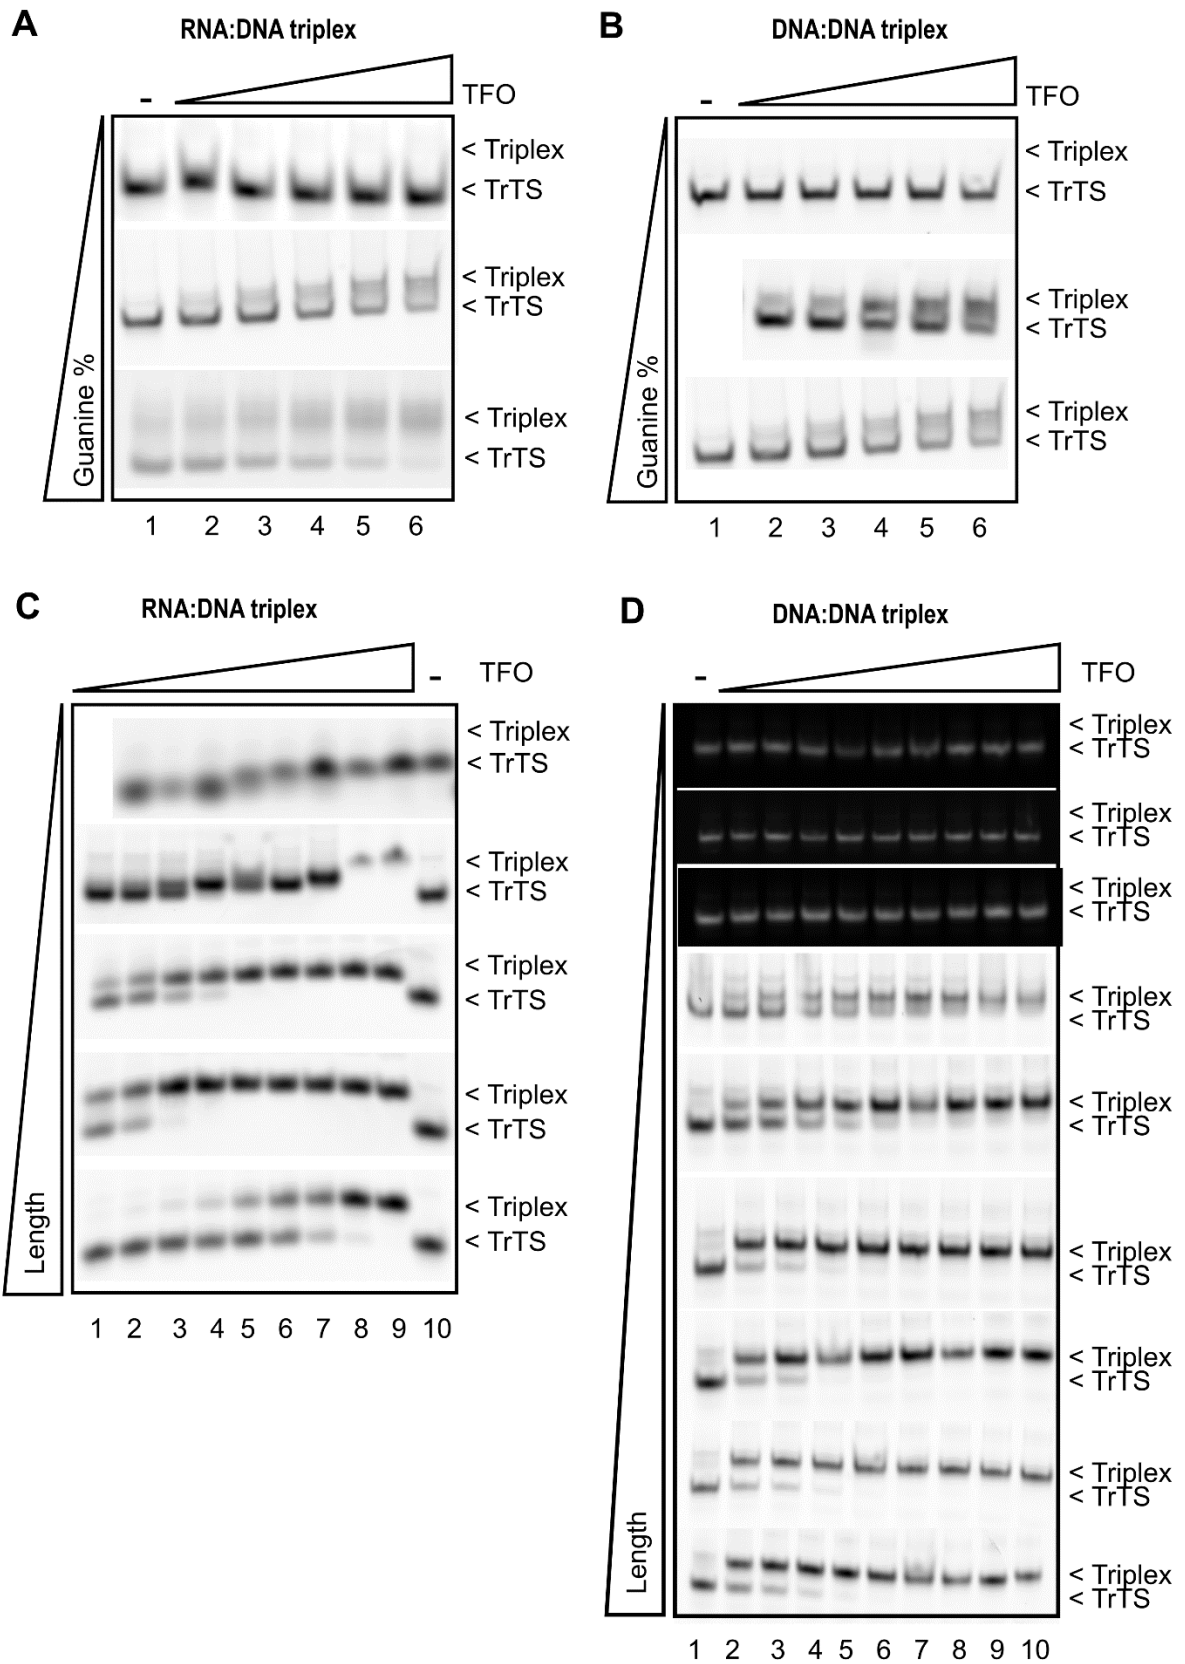 A
RNA:DNA triplex
- TFO
< Triplex
< TrTS
< Triplex
< TrTS
< Triplex
< TrTS
Guanine %
1 2 3 4 5 6
B
DNA:DNA triplex
- TFO
< Triplex
< TrTS
< Triplex
< TrTS
< Triplex
< TrTS
Guanine %
1 2 3 4 5 6
C
RNA:DNA triplex
- TFO
< Triplex
< TrTS
< Triplex
< TrTS
< Triplex
< TrTS
< Triplex
< TrTS
< Triplex
< TrTS
Length
1 2 3 4 5 6 7 8 9 10
D
DNA:DNA triplex
- TFO
< Triplex
< TrTS
< Triplex
< TrTS
< Triplex
< TrTS
< Triplex
< TrTS
< Triplex
< TrTS
< Triplex
< TrTS
< Triplex
< TrTS
< Triplex
< TrTS
< Triplex
< TrTS
Length
1 2 3 4 5 6 7 8 9 10